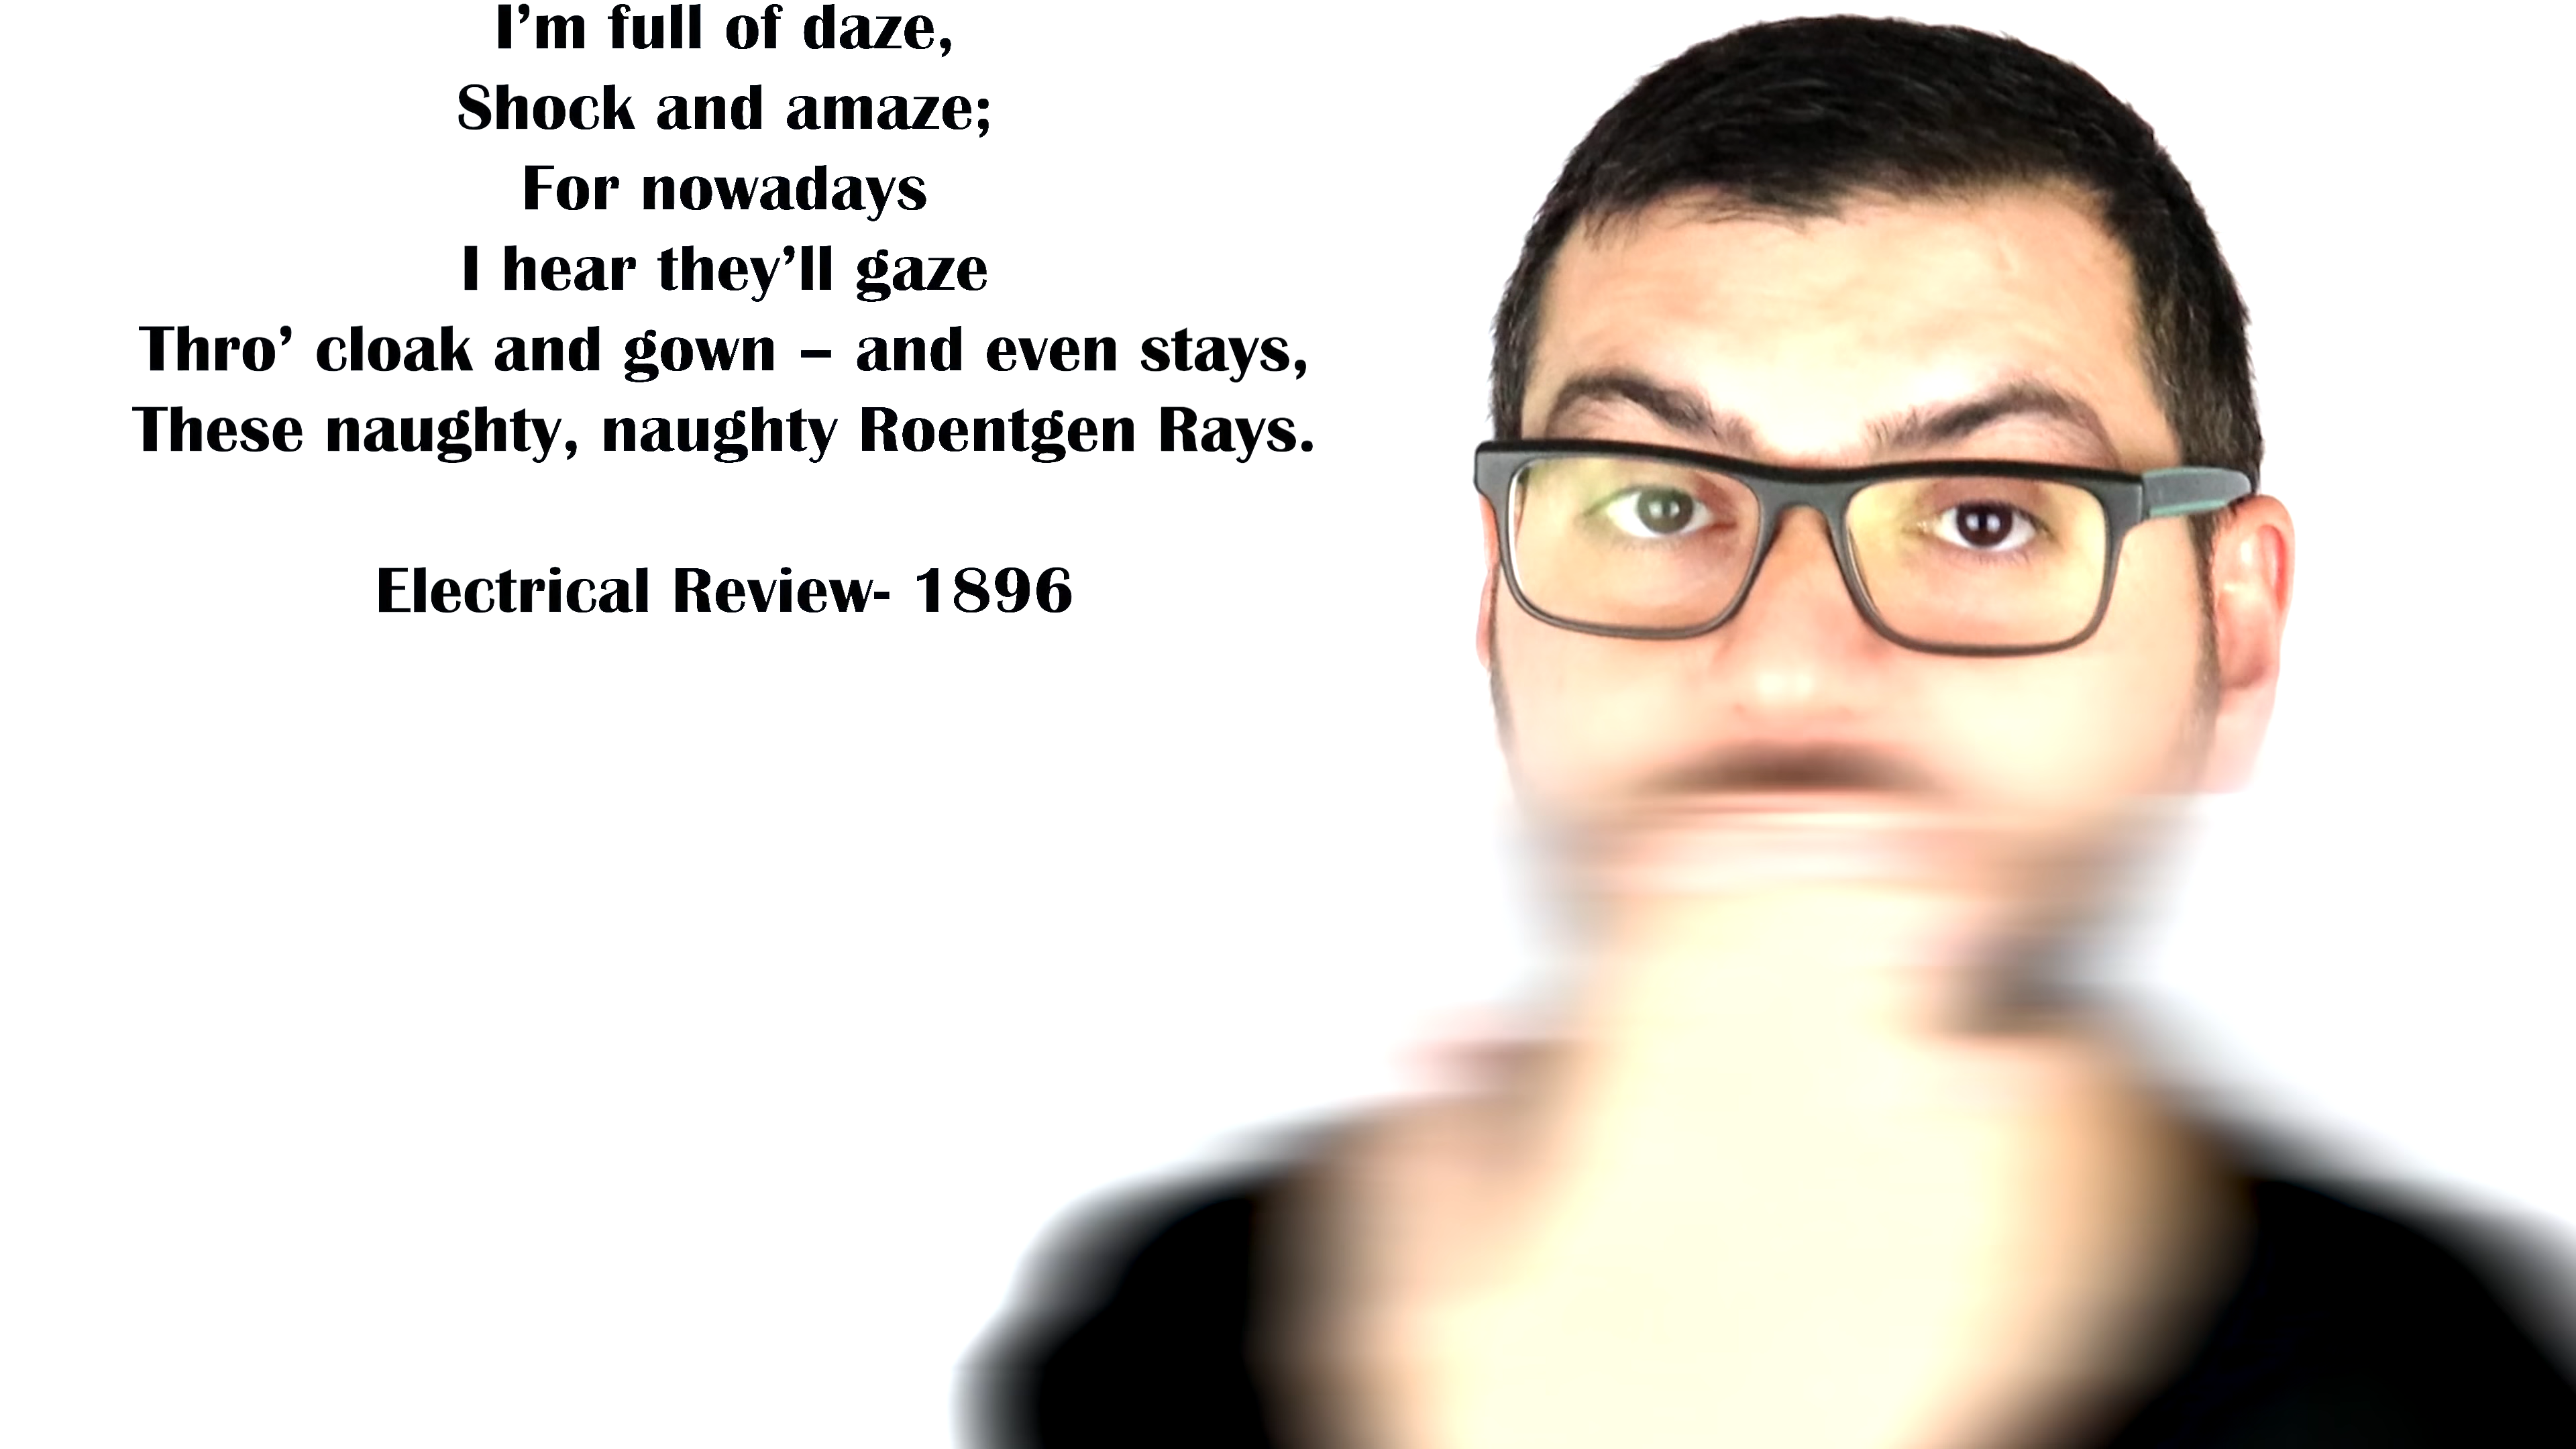 I’m full of daze,
Shock and amaze;
For nowadays
I hear they’ll gaze
Thro’ cloak and gown – and even stays,
These naughty, naughty Roentgen Rays.
Electrical Review- 1896